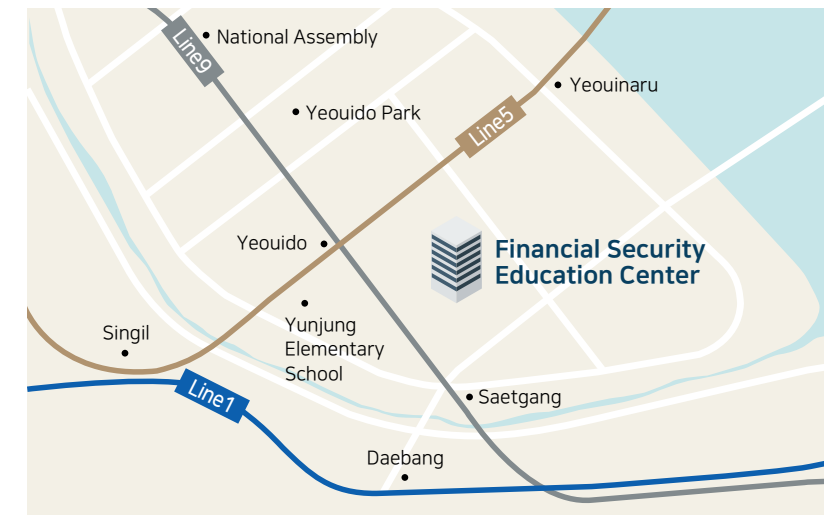 National Assembly
Line9
Yeouinaru
Yeouido Park
Line5
Yeouido
Financial Security
Education Center
Yunjung
Elementary
School
Singil
Line1
Saetgang
Daebang